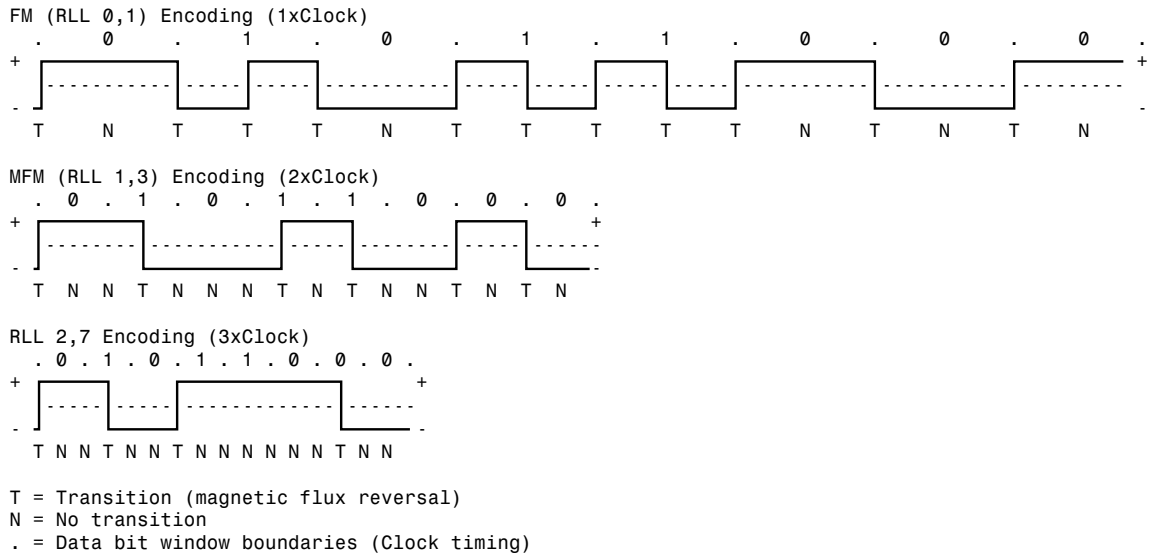 FM (RLL 0,1) Encoding (1xClock)
. 0 . 1 . 0 . 1 . 1 . 0 . 0 . 0 .
+ +
- -
T N T T T N T T T T T N T N T N
MFM (RLL 1,3) Encoding (2xClock)
. 0 . 1 . 0 . 1 . 1 . 0 . 0 . 0 .
+ +
- -
T N N T N N N T N T N N T N T N
RLL 2,7 Encoding (3xClock)
. 0 . 1 . 0 . 1 . 1 . 0 . 0 . 0 .
+ +
- -
T N N T N N T N N N N N N T N N
T = Transition (magnetic flux reversal)
N = No transition
. = Data bit window boundaries (Clock timing)